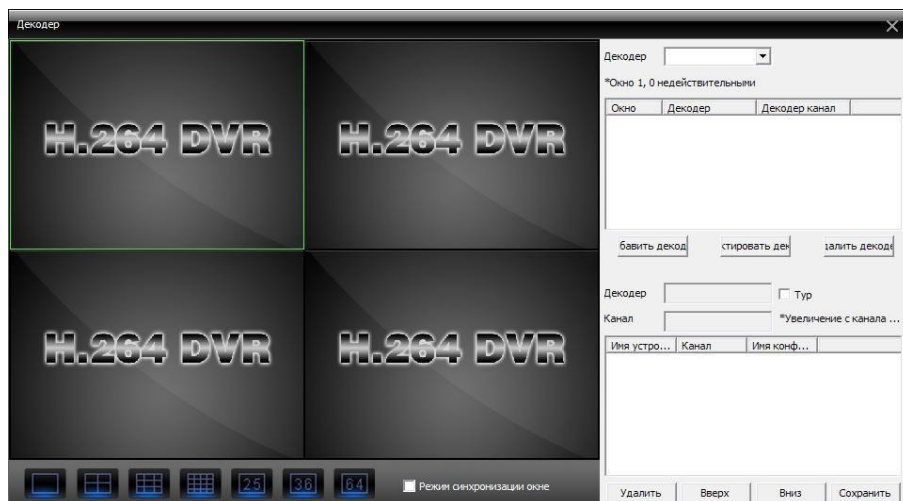 Декодер
H.264 DVR
H.264 DVR
H.264 DVR
H.264 DVR
25
36
64
Режим синхронизации окне
Декодер
*Окно 1, 0 недействительными
Окно Декодер Декодер канал
бавить декод стировать дек далить декоде
Декодер Тур
Канал *Увеличение с канала ...
Имя устро... Канал Имя конф...
Удалить Вверх Вниз Сохранить